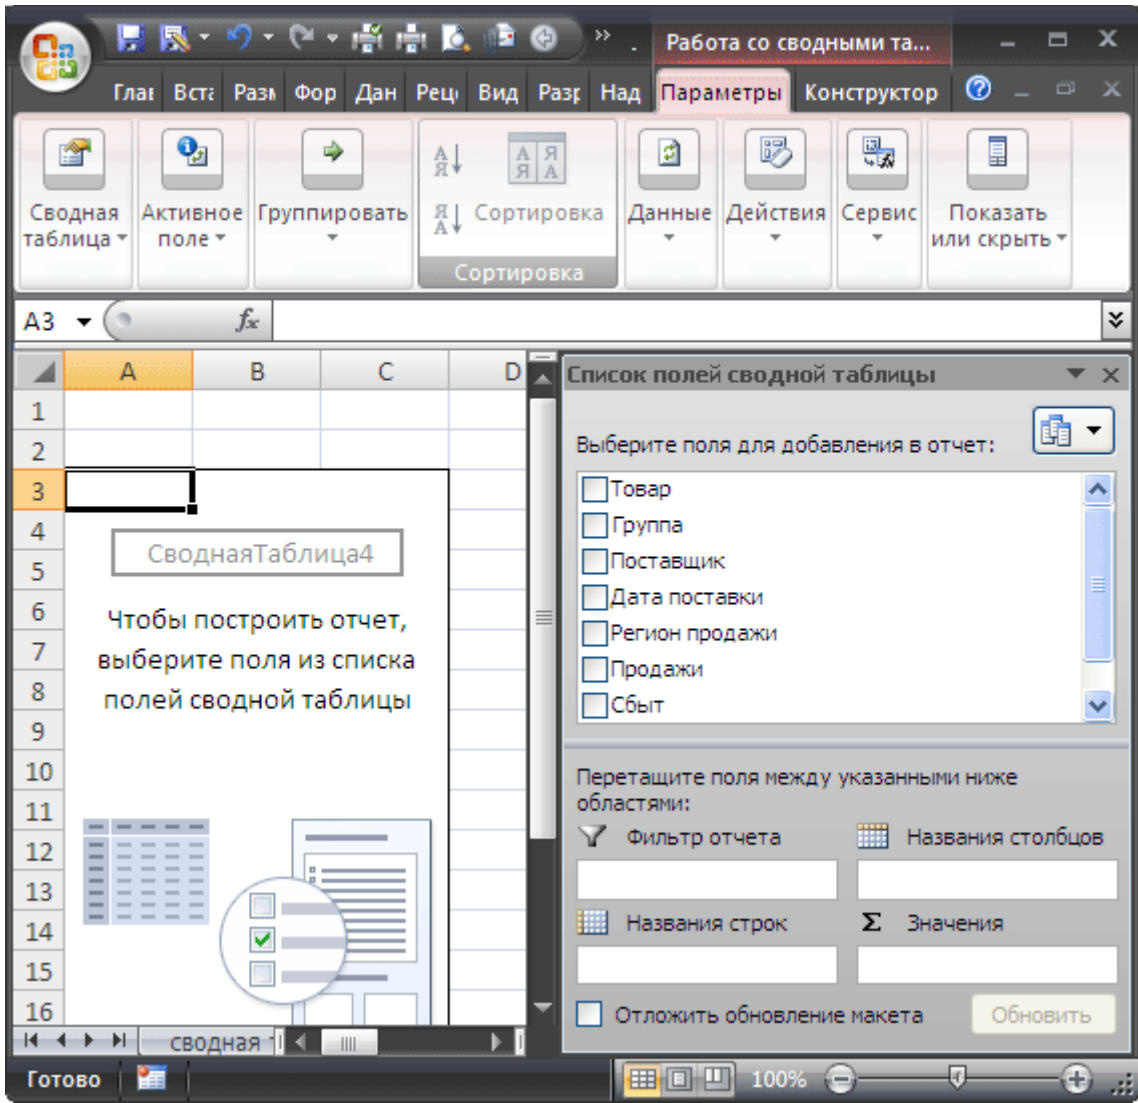 Работа со сводными та...
Глав Вста Разм Фор Дан Реце Вид Разр Над Параметры Конструктор
Сводная таблица
Активное поле
Группировать
А Я
Я А
А Я
Я А
Сортировка
Сортировка
Данные
Действия
Сервис
Показать или скрыть
A3 fx
A B C D
1
2
3
4
5
6
7
8
9
10
11
12
13
14
15
16
СводнаяТаблица4
Чтобы построить отчет,
выберите поля из списка
полей сводной таблицы
Список полей сводной таблицы
Выберите поля для добавления в отчет:
Товар
Группа
Поставщик
Дата поставки
Регион продажи
Продажи
Сбыт
Перетащите поля между указанными ниже
областями:
Фильтр отчета
Названия столбцов
Названия строк
Σ Значения
Отложить обновление макета
Обновить
сводная
Готово
100%